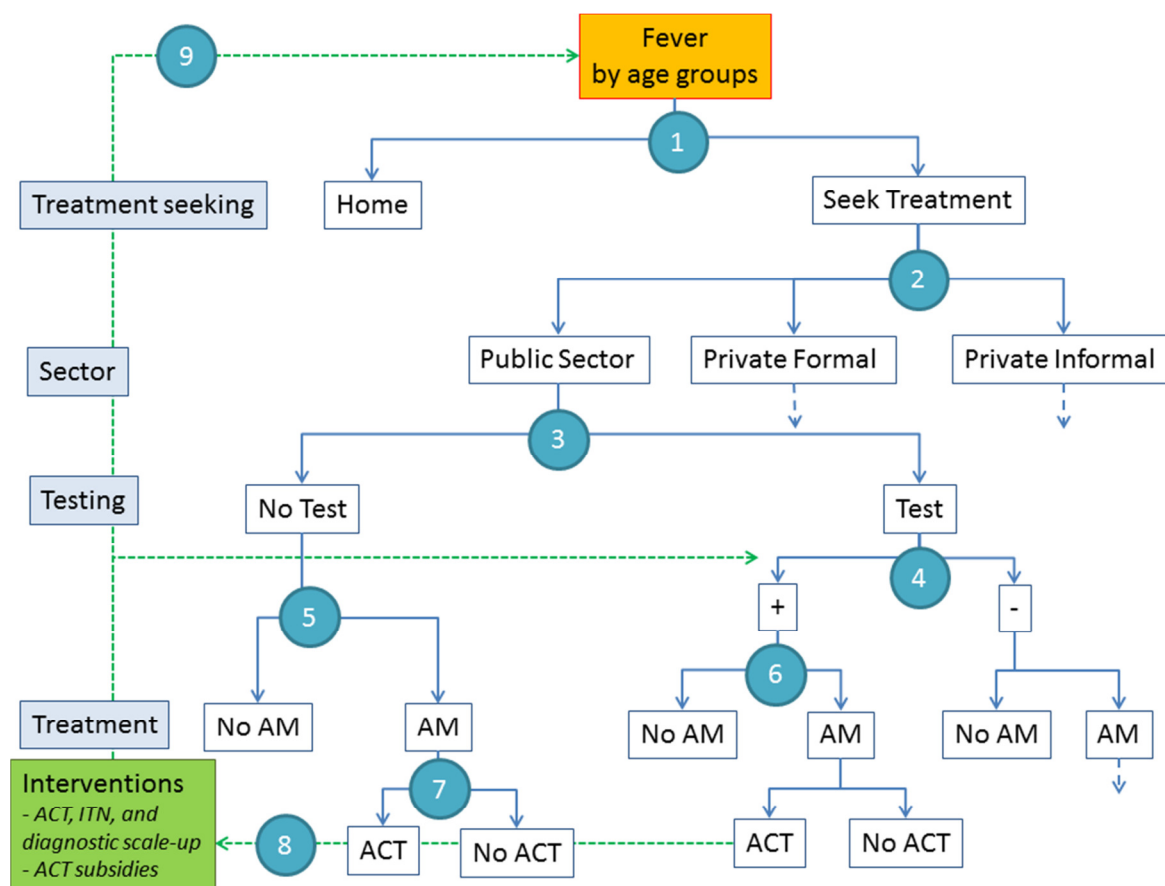 9
Fever
by age groups
1
Treatment seeking
Home
Seek Treatment
2
Sector
Public Sector
Private Formal
Private Informal
3
Testing
No Test
Test
4
5
+
-
6
Treatment
No AM
AM
No AM
AM
No AM
AM
Interventions
- ACT, ITN, and
diagnostic scale-up
- ACT subsidies
7
8
ACT
No ACT
ACT
No ACT